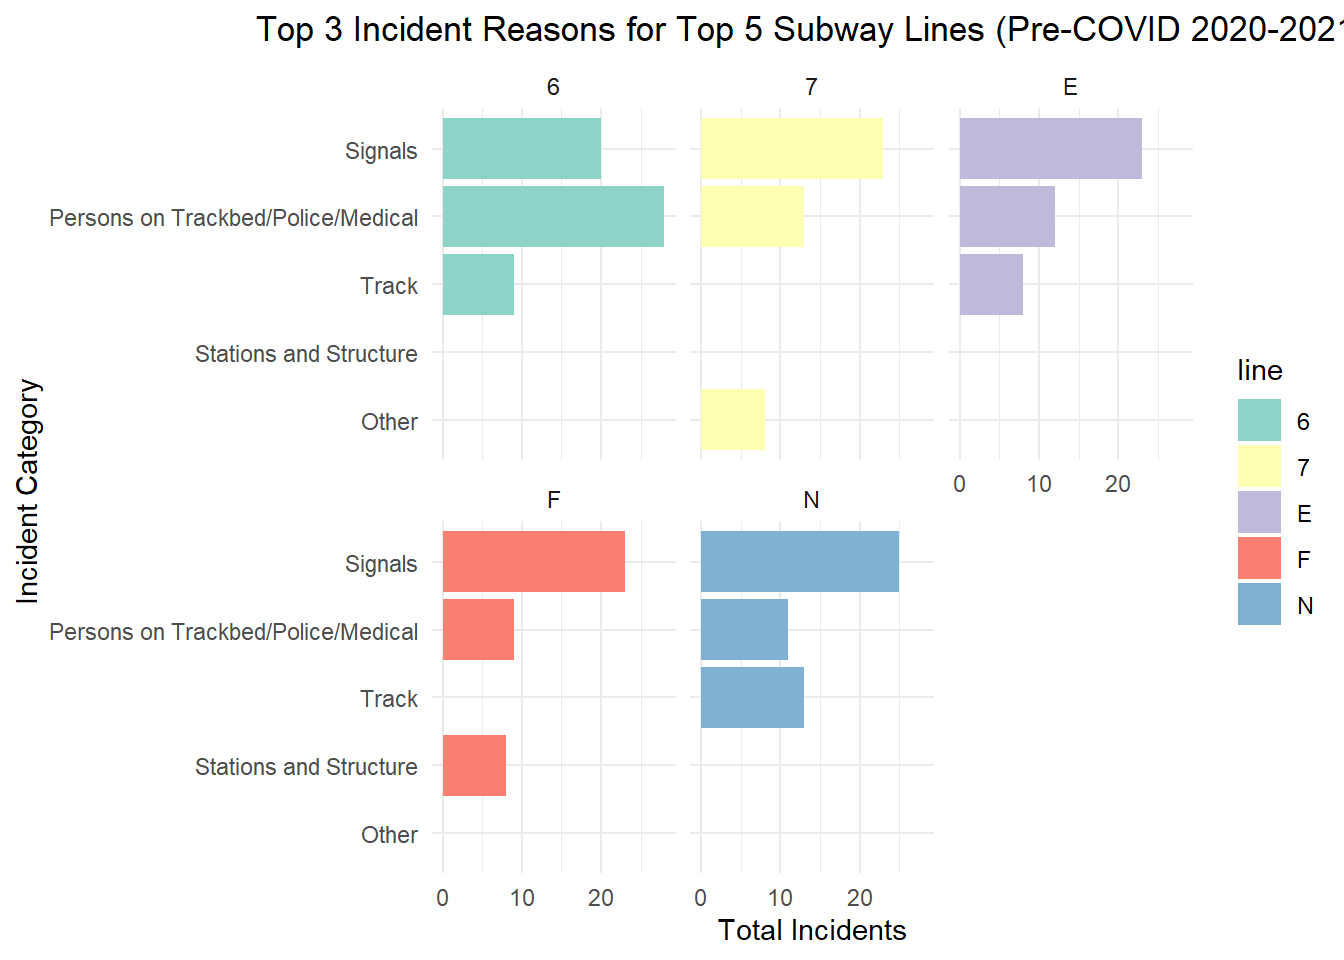 Top 3 Incident Reasons for Top 5 Subway Lines (Pre-COVID 2020-2021
6 7 E
Signals
Persons on Trackbed/Police/Medical
Track
Stations and Structure
Other
0 10 20
F N
Signals
Persons on Trackbed/Police/Medical
Track
Stations and Structure
Other
0 10 20 0 10 20
Total Incidents
Incident Category
line
6
7
E
F
N